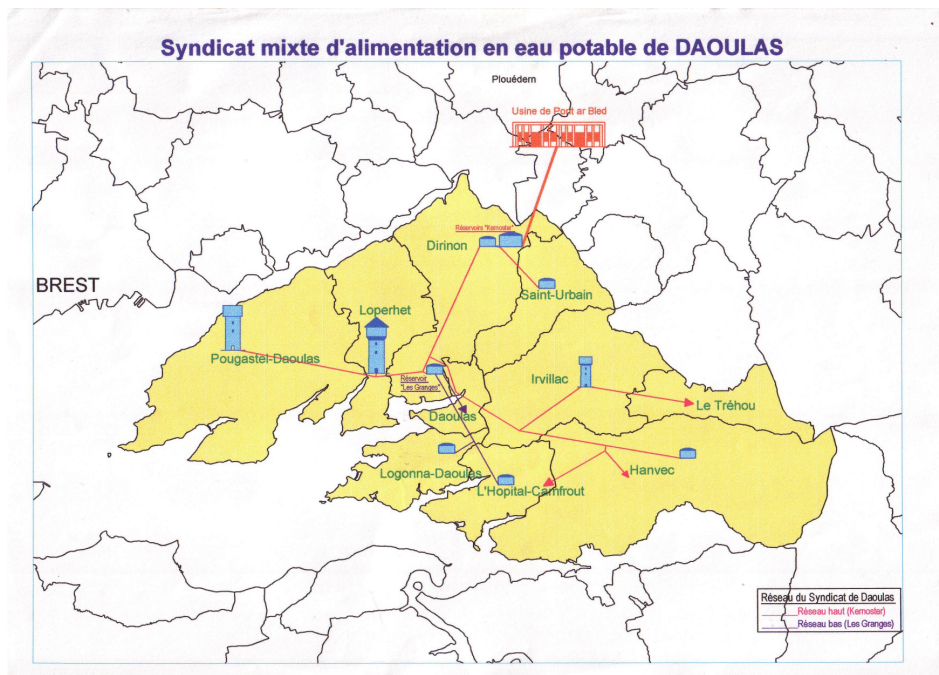 Syndicat mixte d'alimentation en eau potable de DAOULAS
Plouédern
Usine de Pont ar Bled
Réservoirs "Kernoster"
Dirinon
BREST
Saint-Urbain
Loperhet
Pougastel-Daoulas
Réservoir
"Les Granges"
Irvillac
Le Tréhou
Daoulas
Logonna-Daoulas
Hanvec
L'Hopital-Camfrout
Réseau du Syndicat de Daoulas
Réseau haut (Kernoster)
Réseau bas (Les Granges)